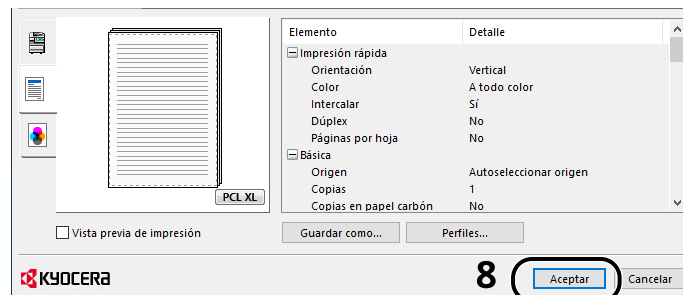 Elemento Detalle
Impresión rápida
Orientación Vertical
Color A todo color
Intercalar Sí
Dúplex No
Páginas por hoja No
Básica
Origen Autoseleccionar origen
Copias 1
Copias en papel carbón No
PCL XL
Vista previa de impresión Guardar como... Perfiles...
KYOCERA 8 Aceptar Cancelar